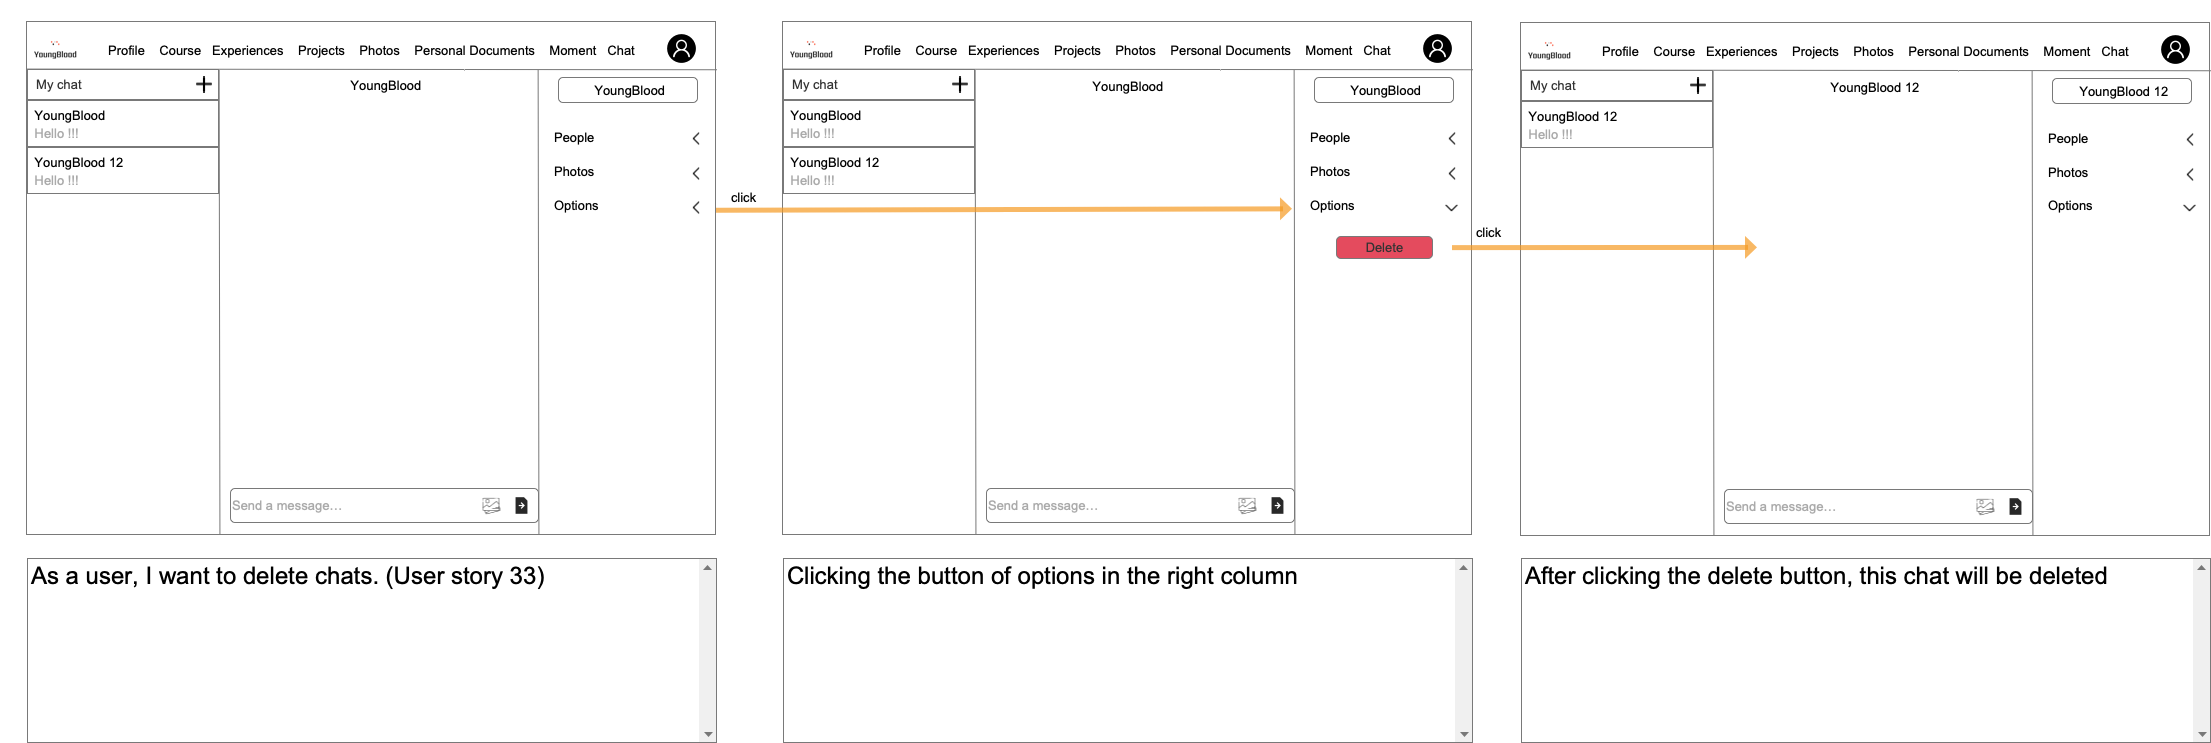 YoungBlood
Profile Course Experiences Projects Photos Personal Documents Moment Chat
My chat
YoungBlood
Hello !!!
YoungBlood 12
Hello !!!
YoungBlood
Send a message...
YoungBlood
People
Photos
Options
click
YoungBlood
Profile Course Experiences Projects Photos Personal Documents Moment Chat
My chat
YoungBlood
Hello !!!
YoungBlood 12
Hello !!!
YoungBlood
Send a message...
YoungBlood
People
Photos
Options
Delete
click
YoungBlood
Profile Course Experiences Projects Photos Personal Documents Moment Chat
My chat
YoungBlood 12
Hello !!!
YoungBlood 12
Send a message...
YoungBlood 12
People
Photos
Options
As a user, I want to delete chats. (User story 33)
Clicking the button of options in the right column
After clicking the delete button, this chat will be deleted